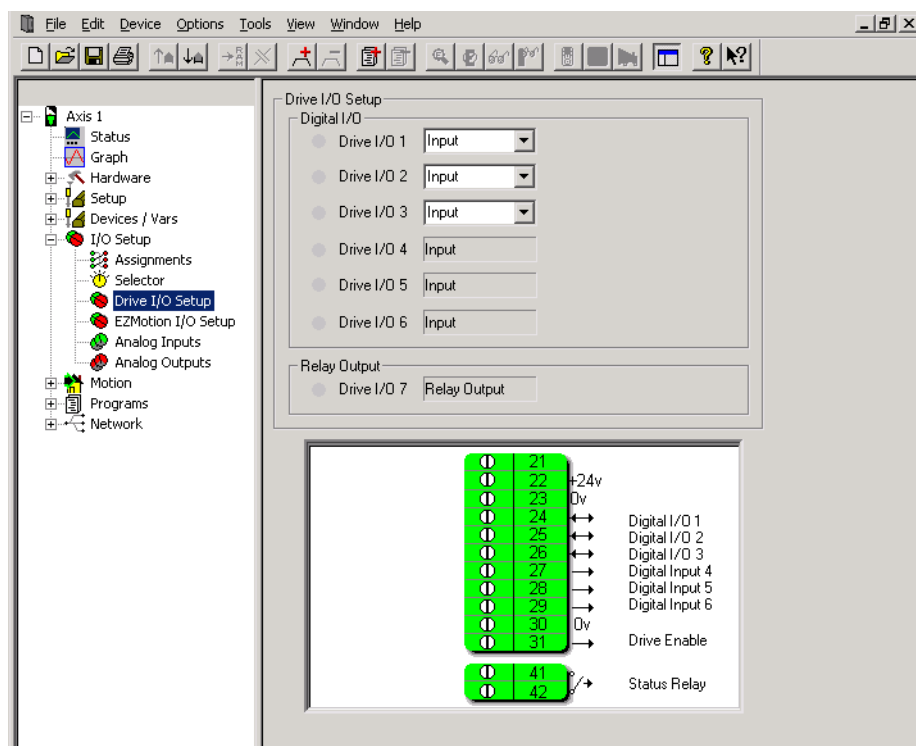 File Edit Device Options Tools View Window Help
Axis 1
Status
Graph
Hardware
Setup
Devices / Vars
I/O Setup
Assignments
Selector
Drive I/O Setup
EZMotion I/O Setup
Analog Inputs
Analog Outputs
Motion
Programs
Network
Drive I/O Setup
Digital I/O
Drive I/O 1 Input
Drive I/O 2 Input
Drive I/O 3 Input
Drive I/O 4 Input
Drive I/O 5 Input
Drive I/O 6 Input
Relay Output
Drive I/O 7 Relay Output
21
22 +24v
23 0v
24 Digital I/O 1
25 Digital I/O 2
26 Digital I/O 3
27 Digital Input 4
28 Digital Input 5
29 Digital Input 6
30 0v
31 Drive Enable
41
42 Status Relay